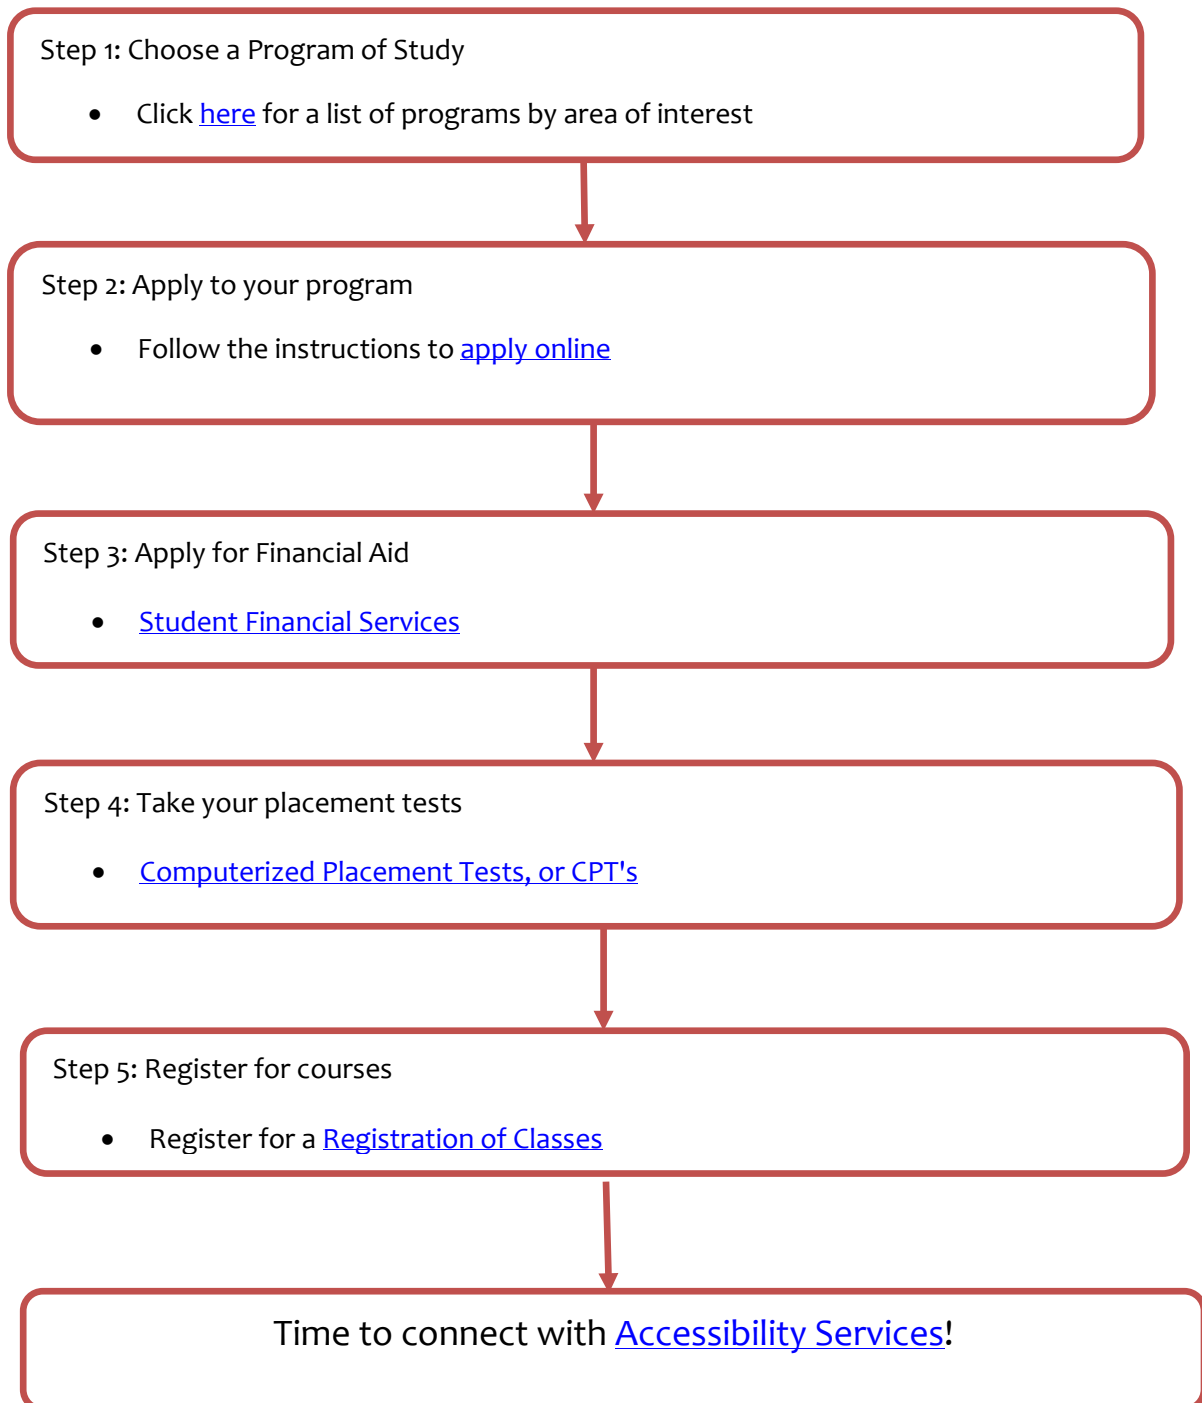 Step 1: Choose a Program of Study
• Click here for a list of programs by area of interest
Step 2: Apply to your program
• Follow the instructions to apply online
Step 3: Apply for Financial Aid
• Student Financial Services
Step 4: Take your placement tests
• Computerized Placement Tests, or CPT's
Step 5: Register for courses
• Register for a Registration of Classes
Time to connect with Accessibility Services!